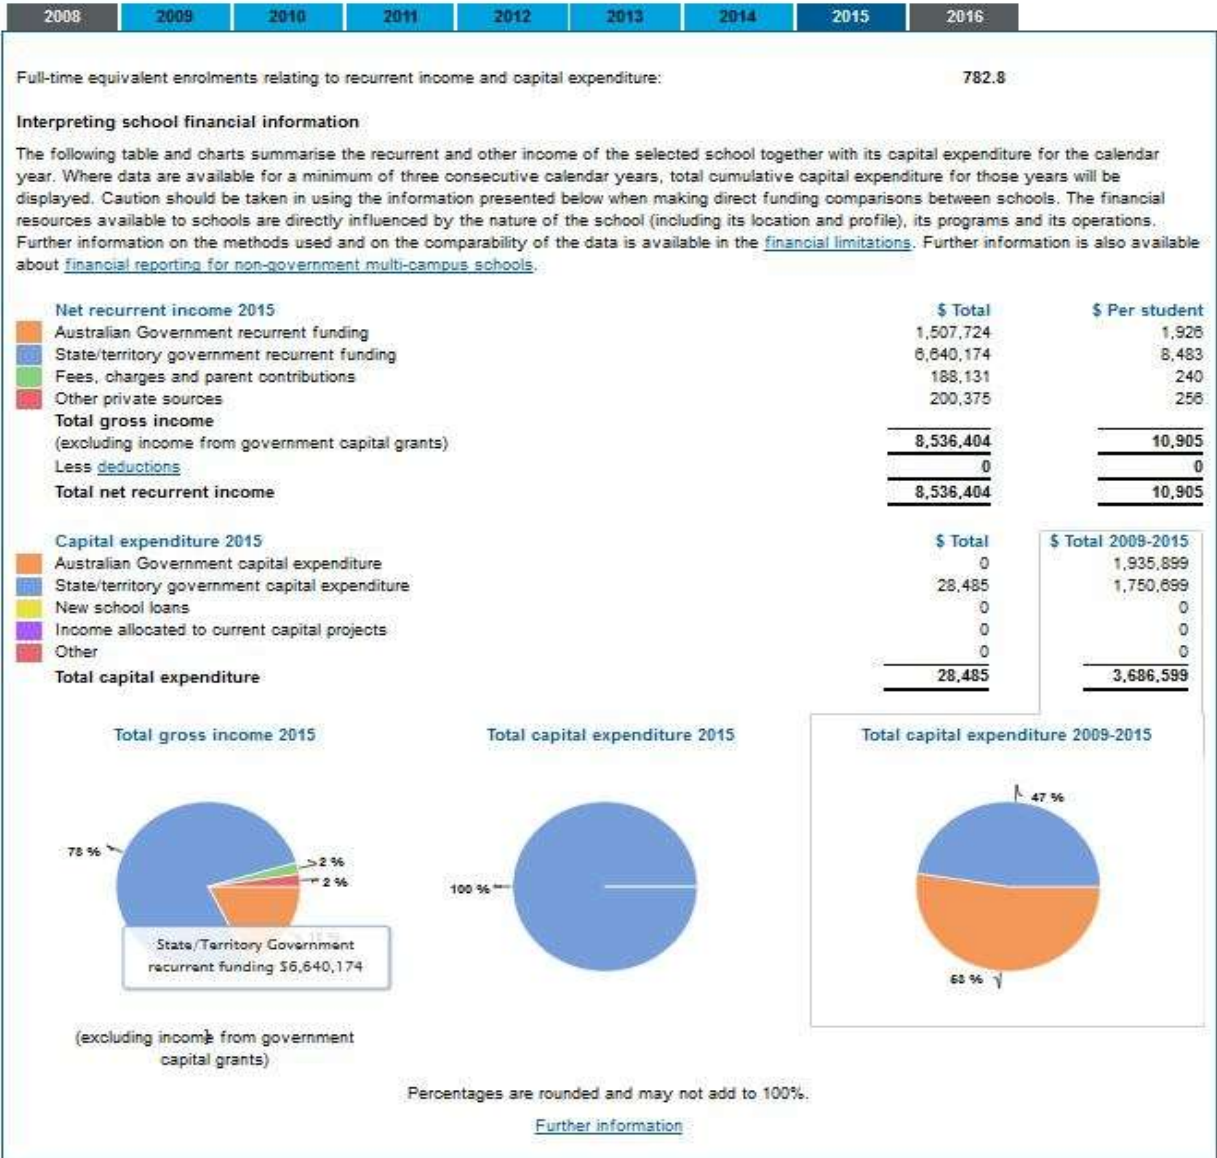 2008 2009 2010 2011 2012 2013 2014 2015 2016
Full-time equivalent enrolments relating to recurrent income and capital expenditure: 782.8
Interpreting school financial information
The following table and charts summarise the recurrent and other income of the selected school together with its capital expenditure for the calendar
year. Where data are available for a minimum of three consecutive calendar years, total cumulative capital expenditure for those years will be
displayed. Caution should be taken in using the information presented below when making direct funding comparisons between schools. The financial
resources available to schools are directly influenced by the nature of the school (including its location and profile), its programs and its operations.
Further information on the methods used and on the comparability of the data is available in the financial limitations. Further information is also available
about financial reporting for non-government multi-campus schools.
Net recurrent income 2015 $ Total $ Per student
Australian Government recurrent funding 1,507,724 1,926
State/territory government recurrent funding 6,640,174 8,483
Fees, charges and parent contributions 188,131 240
Other private sources 200,375 256
Total gross income
(excluding income from government capital grants) 8,536,404 10,905
Less deductions 0 0
Total net recurrent income 8,536,404 10,905
Capital expenditure 2015 $ Total $ Total 2009-2015
Australian Government capital expenditure 0 1,935,899
State/territory government capital expenditure 28,485 1,750,699
New school loans 0 0
Income allocated to current capital projects 0 0
Other 0 0
Total capital expenditure 28,485 3,686,599
Total gross income 2015 Total capital expenditure 2015 Total capital expenditure 2009-2015
47 %
78 %
2 %
2 %
100 %
State/Territory Government
recurrent funding $6,640,174
(excluding income from government
capital grants)
Percentages are rounded and may not add to 100%.
Further information